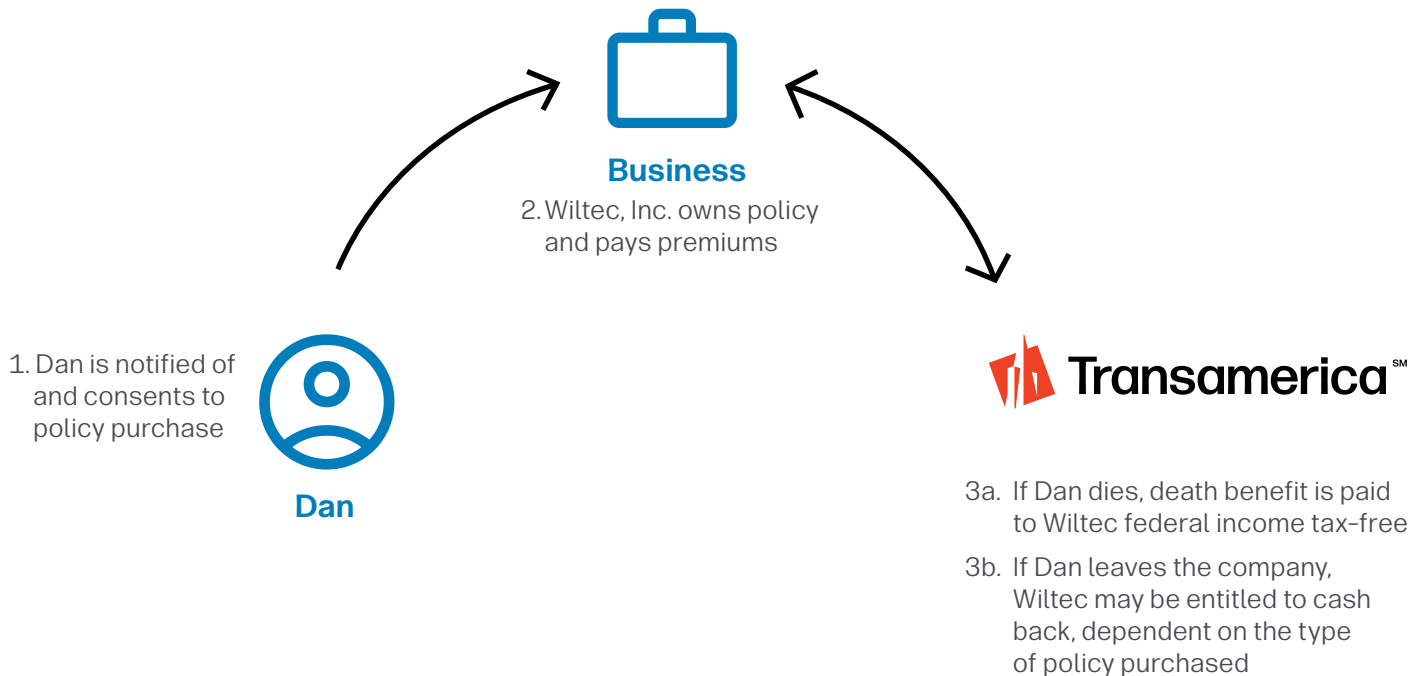 Business
2. Wiltec, Inc. owns policy
and pays premiums
1. Dan is notified of
and consents to
policy purchase
Dan
Transamerica℠
3a. If Dan dies, death benefit is paid
to Wiltec federal income tax-free
3b. If Dan leaves the company,
Wiltec may be entitled to cash
back, dependent on the type
of policy purchased